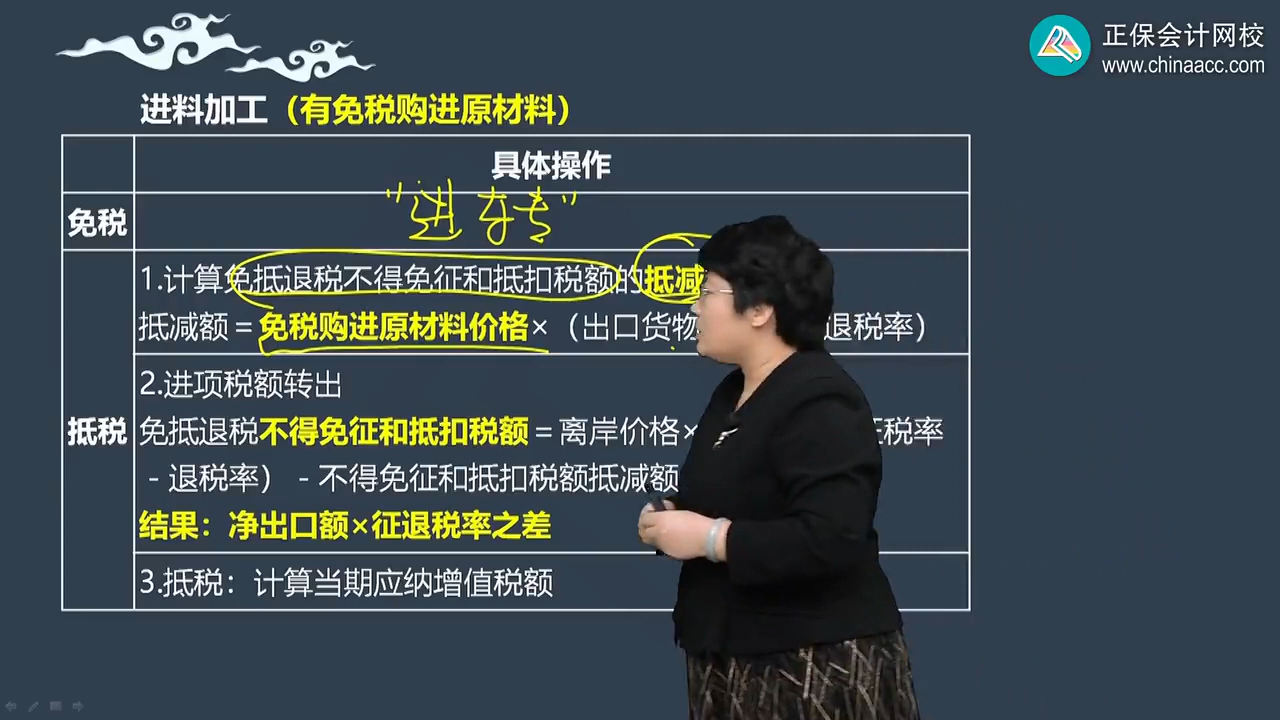 正保会计网校
www.chinaacc.com
进料加工（有免税购进原材料）
具体操作
免税
"进
1.计算免抵退税不得免征和抵扣税额的抵减
抵减额＝免税购进原材料价格×（出口货物
退税率）
2.进项税额转出
抵税
免抵退税不得免征和抵扣税额＝离岸价格×
征税率
－退税率）－不得免征和抵扣税额抵减额
结果：净出口额×征退税率之差
3.抵税：计算当期应纳增值税额